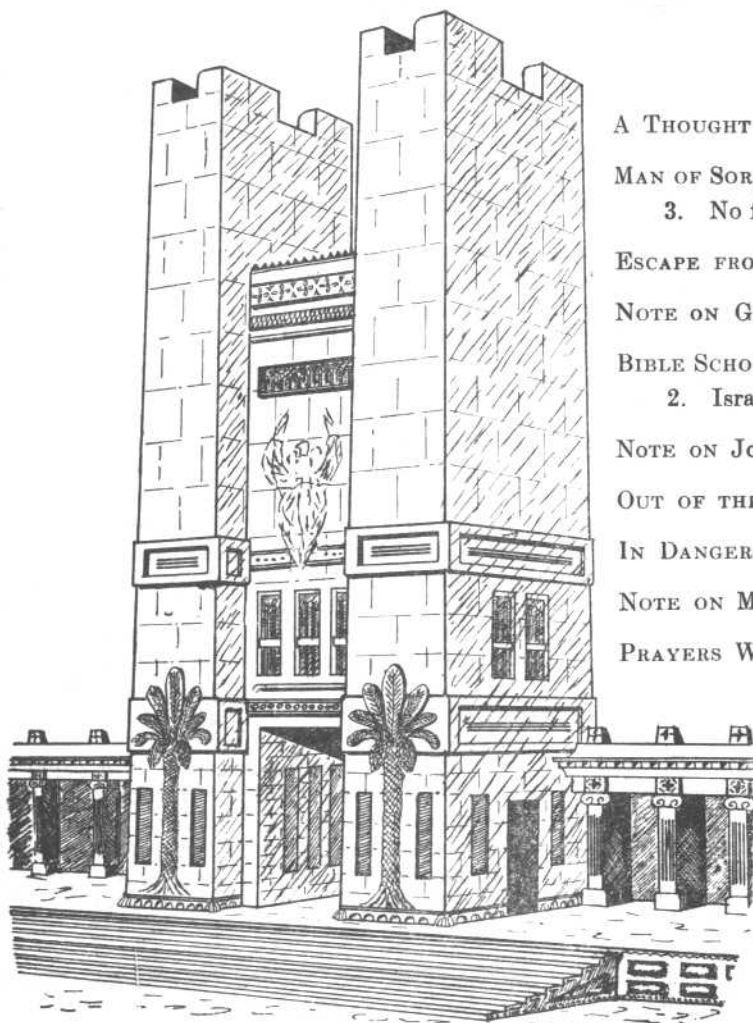 A THOUGHT
MAN OF SOR
3. No f
ESCAPE FRO
NOTE ON G
BIBLE SCHO
2. Isra
NOTE ON JO
OUT OF THE
IN DANGER
NOTE ON M
PRAYERS W